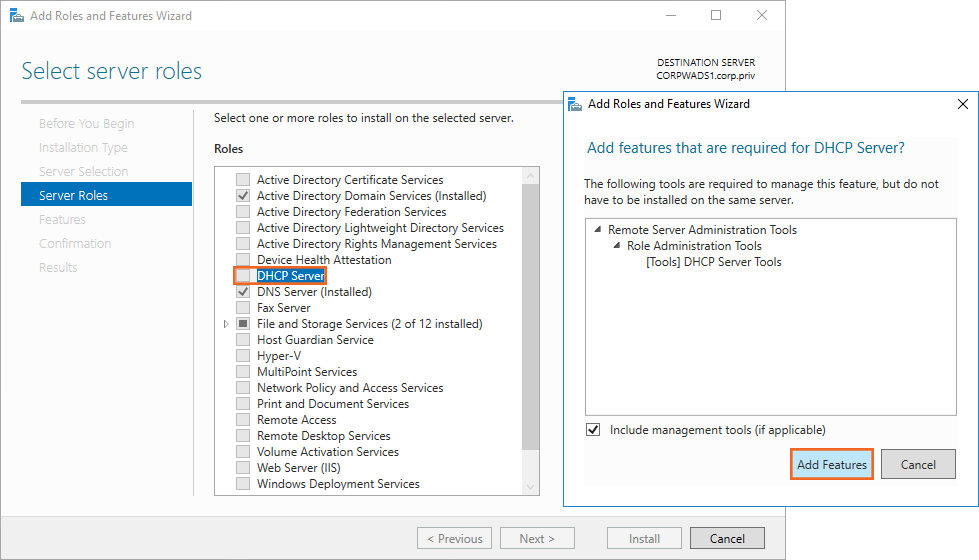 Add Roles and Features Wizard
Select server roles
DESTINATION SERVER
CORPWADS1.corp.priv
Before You Begin
Installation Type
Server Selection
Server Roles
Features
Confirmation
Results
Select one or more roles to install on the selected server.
Roles
Active Directory Certificate Services
Active Directory Domain Services (Installed)
Active Directory Federation Services
Active Directory Lightweight Directory Services
Active Directory Rights Management Services
Device Health Attestation
DHCP Server
DNS Server (Installed)
Fax Server
File and Storage Services (2 of 12 installed)
Host Guardian Service
Hyper-V
MultiPoint Services
Network Policy and Access Services
Print and Document Services
Remote Access
Remote Desktop Services
Volume Activation Services
Web Server (IIS)
Windows Deployment Services
< Previous
Next >
Install
Cancel
Add Roles and Features Wizard
Add features that are required for DHCP Server?
The following tools are required to manage this feature, but do not
have to be installed on the same server.
Remote Server Administration Tools
Role Administration Tools
[Tools] DHCP Server Tools
Include management tools (if applicable)
Add Features
Cancel